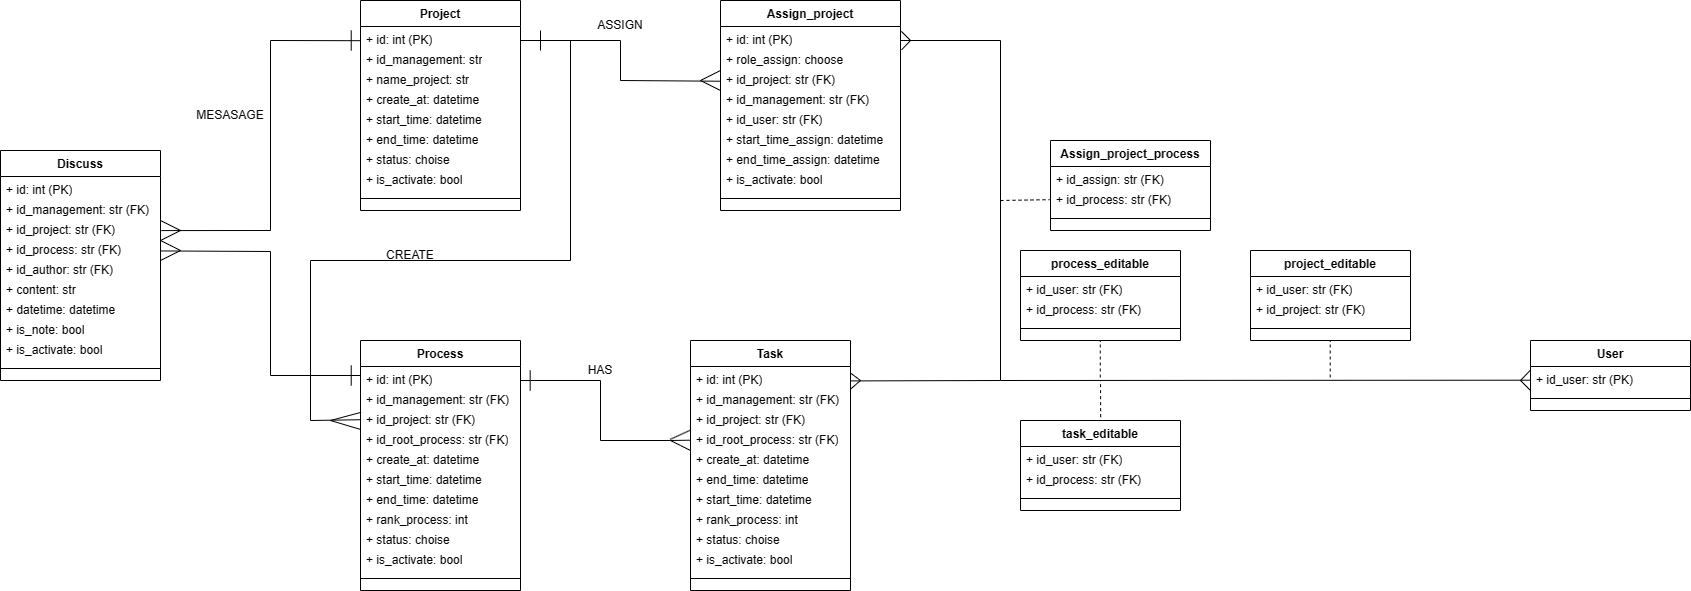 Project
+ id: int (PK)
+ id_management: str
+ name_project: str
+ create_at: datetime
+ start_time: datetime
+ end_time: datetime
+ status: choise
+ is_activate: bool
ASSIGN
Assign_project
+ id: int (PK)
+ role_assign: choose
+ id_project: str (FK)
+ id_management: str (FK)
+ id_user: str (FK)
+ start_time_assign: datetime
+ end_time_assign: datetime
+ is_activate: bool
MESASAGE
Discuss
+ id: int (PK)
+ id_management: str (FK)
+ id_project: str (FK)
+ id_process: str (FK)
+ id_author: str (FK)
+ content: str
+ datetime: datetime
+ is_note: bool
+ is_activate: bool
Assign_project_process
+ id_assign: str (FK)
+ id_process: str (FK)
CREATE
process_editable
+ id_user: str (FK)
+ id_process: str (FK)
project_editable
+ id_user: str (FK)
+ id_project: str (FK)
Process
+ id: int (PK)
+ id_management: str (FK)
+ id_project: str (FK)
+ id_root_process: str (FK)
+ create_at: datetime
+ start_time: datetime
+ end_time: datetime
+ rank_process: int
+ status: choise
+ is_activate: bool
HAS
Task
+ id: int (PK)
+ id_management: str (FK)
+ id_project: str (FK)
+ id_root_process: str (FK)
+ create_at: datetime
+ end_time: datetime
+ start_time: datetime
+ rank_process: int
+ status: choise
+ is_activate: bool
User
+ id_user: str (PK)
task_editable
+ id_user: str (FK)
+ id_process: str (FK)